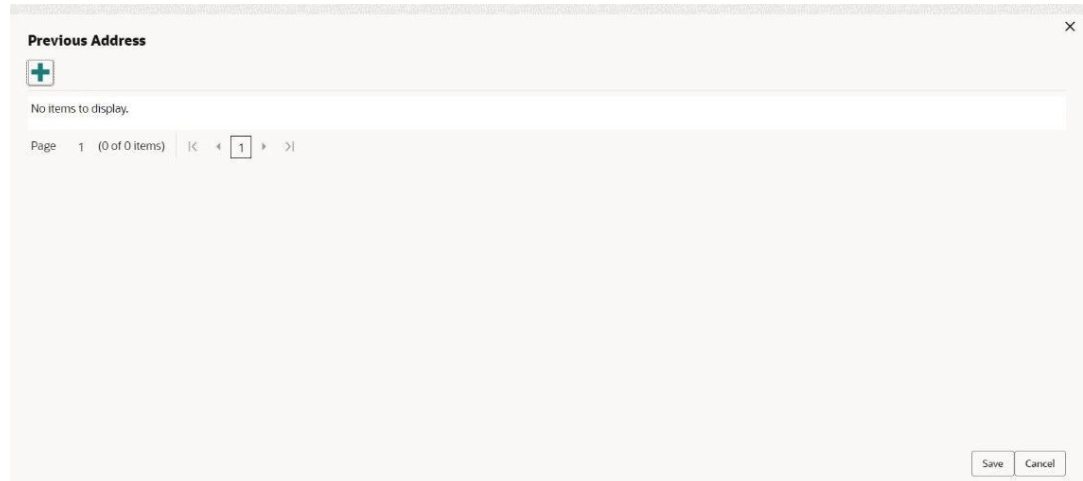 Previous Address
No items to display.
Page 1 (0 of 0 items) 1
Save Cancel